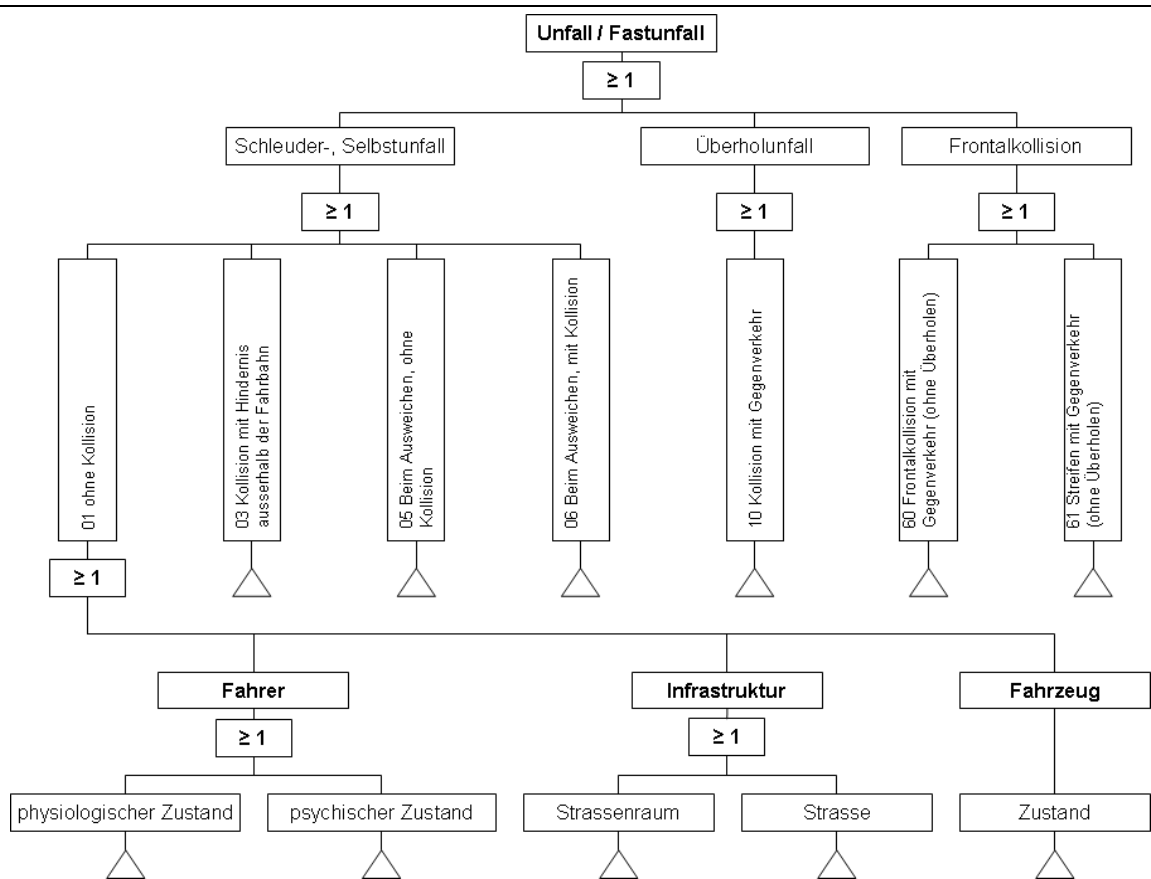 Unfall / Fastunfall
≥ 1
Schleuder-, Selbstunfall
Überholunfall
Frontalkollision
≥ 1
≥ 1
≥ 1
01 ohne Kollision
03 Kollision mit Hindernis
ausserhalb der Fahrbahn
05 Beim Ausweichen, ohne
Kollision
06 Beim Ausweichen, mit Kollision
10 Kollision mit Gegenverkehr
60 Frontalkollision mit
Gegenverkehr (ohne Überholen)
61 Streifen mit Gegenverkehr
(ohne Überholen)
≥ 1
Fahrer
Infrastruktur
Fahrzeug
≥ 1
≥ 1
physiologischer Zustand
psychischer Zustand
Strassenraum
Strasse
Zustand